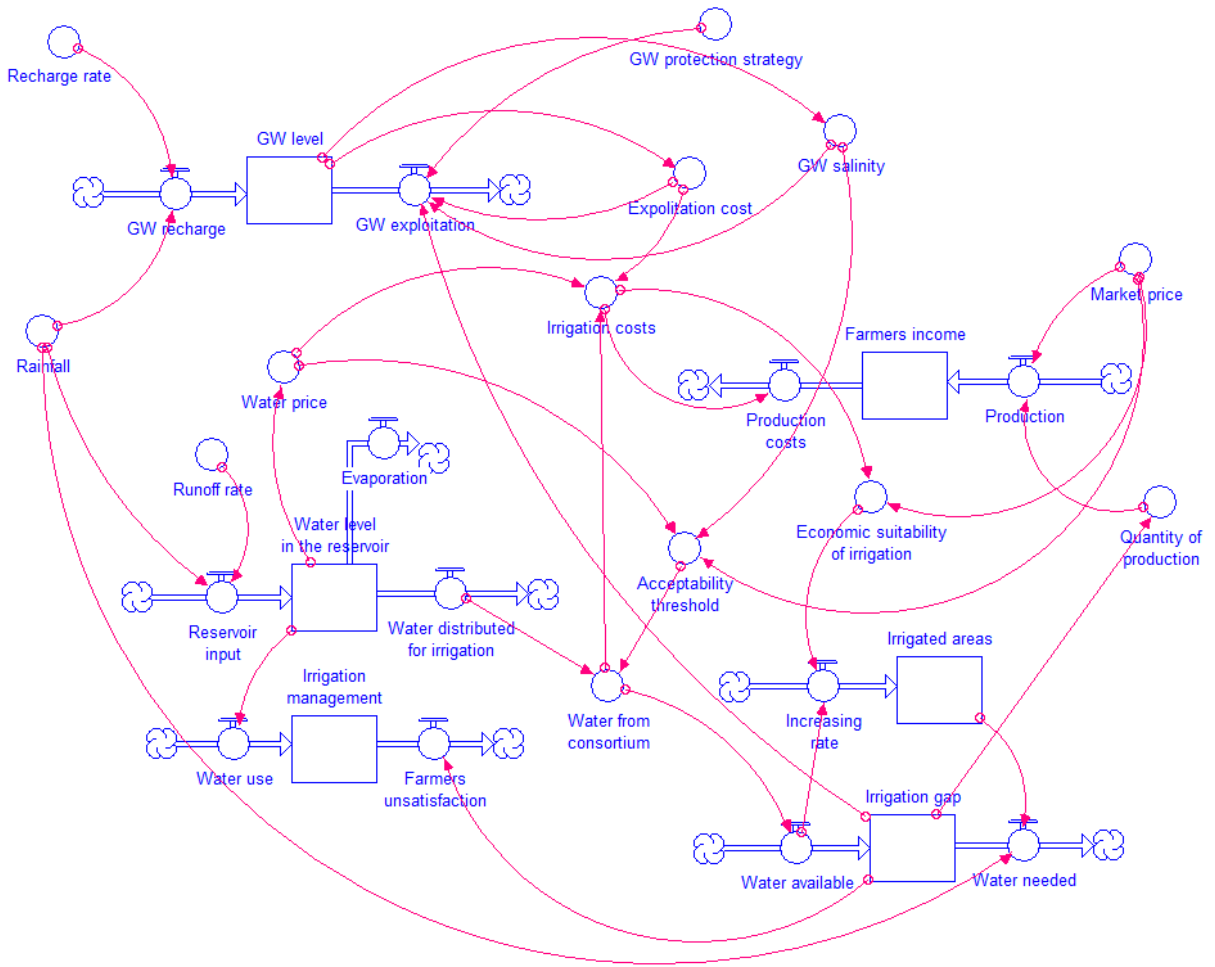 GW protection strategy
Recharge rate
GW level
GW salinity
Expolitation cost
GW recharge
GW exploitation
Market price
Irrigation costs
Farmers income
Rainfall
Water price
Production
costs
Production
Evaporation
Runoff rate
Water level
in the reservoir
Economic suitability
of irrigation
Quantity of
production
Acceptability
threshold
Reservoir
input
Water distributed
for irrigation
Irrigated areas
Irrigation
management
Water from
consortium
Increasing
rate
Water use
Farmers
unsatisfaction
Irrigation gap
Water available
Water needed